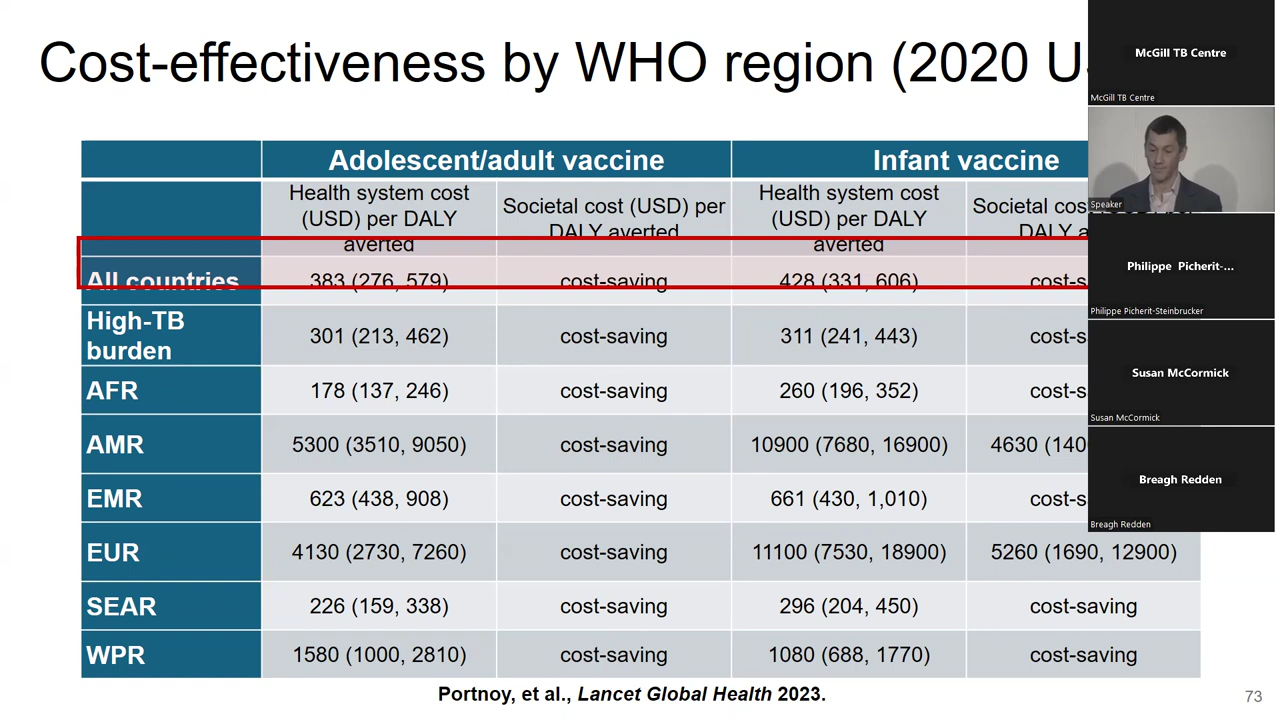 Cost-effectiveness by WHO region (2020 U
Adolescent/adult vaccine Infant vaccine
Health system cost (USD) per DALY averted Societal cost (USD) per DALY averted Health system cost (USD) per DALY averted Societal
All countries 383 (276, 579) cost-saving 428 (331, 606)
High-TB burden 301 (213, 462) cost-saving 311 (241, 443)
AFR 178 (137, 246) cost-saving 260 (196, 352)
AMR 5300 (3510, 9050) cost-saving 10900 (7680, 16900) 4630
EMR 623 (438, 908) cost-saving 661 (430, 1,010)
EUR 4130 (2730, 7260) cost-saving 11100 (7530, 18900) 5260 (1690, 12900)
SEAR 226 (159, 338) cost-saving 296 (204, 450) cost-saving
WPR 1580 (1000, 2810) cost-saving 1080 (688, 1770) cost-saving
Portnoy, et al., Lancet Global Health 2023.
73
McGill TB Centre
McGill TB Centre
Speaker
Philippe Picherit-...
Philippe Picherit-Steinbrucker
Susan McCormick
Susan McCormick
Breagh Redden
Breagh Redden